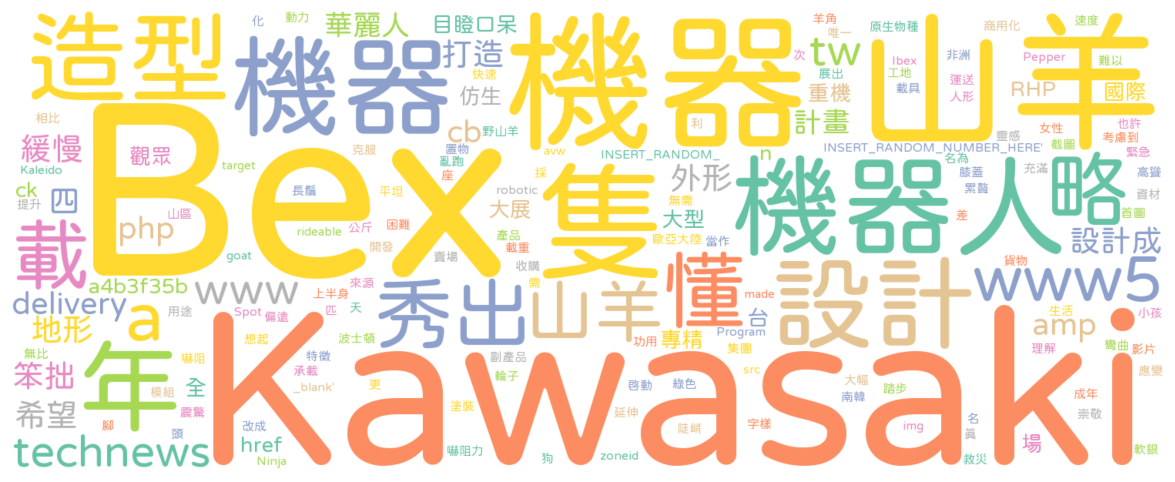 造型
機器
華麗人
化
動力
目瞪口呆
打造
快速
仿生
機器
tw
次
展出
重機
計畫
羊角
唯一
山羊
原生物種
Ibex
工地
載具
非洲
運送
人形
商用化
Pepper
RHP
速度
難以
國際
相比
緩慢
Kaleido
ck
提升
四
觀眾
Bex
target
克服
亂跑
長鬚
平坦
置物
座
野山羊
cb
avw
採
robotic
大展
隻
INSERT_RANDOM_
無需
大型
外形
利
n
歐亞大陸
當作
INSERT_RANDOM_NUMBER_HERE'
名為
靈感
女性
膝蓋
累贅
充滿
考慮到
也許
截圖
緊急
高聳
資材
首圖
略
機器人
差
設計成
載
php
山區
goat
rideable
公斤
困難
開發
賣場
產品
載重
收購
需
a4b3f35b
delivery
www
a
地形
用途
上半身
來源
匹
天
Spot
偏遠
波士頓
想起
秀出
山羊
懂
設計
貨物
www5
made
Program
台
功用
專精
集團
生活
amp
小孩
理解
彎曲
影片
無比
笨拙
年
嚇阻
模組
全
希望
_blank'
震驚
腳
特徵
承載
副產品
輪子
更
塗裝
啓動
綠色
src
大幅
踏步
南韓
成年
應變
崇敬
technews
頭
改成
href
Ninja
Kawasaki
嚇阻力
狗
延伸
zoneid
陡峭
字樣
img
名
員
救災
場
軟銀